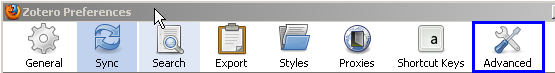 Zotero Preferences
General Sync Search Export Styles Proxies a Shortcut Keys Advanced